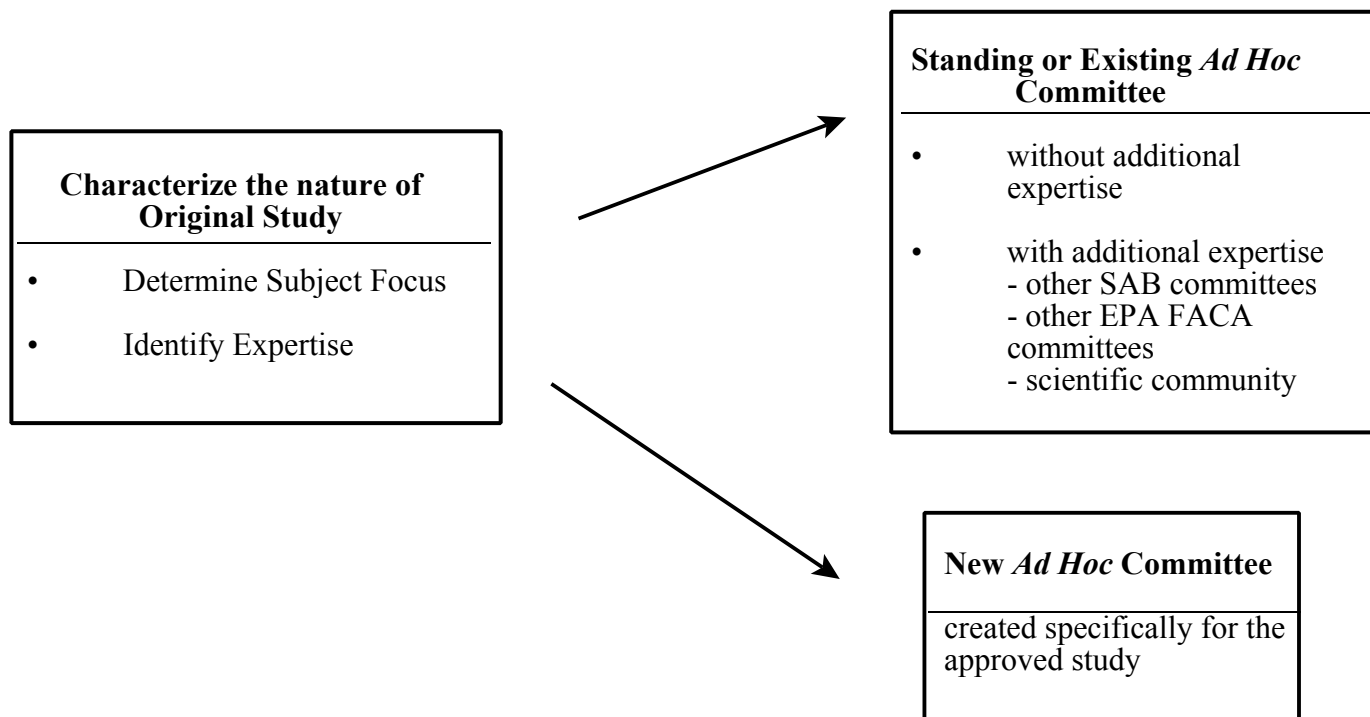 Characterize the nature of
Original Study
• Determine Subject Focus
• Identify Expertise
Standing or Existing Ad Hoc
Committee
• without additional
expertise
• with additional expertise
- other SAB committees
- other EPA FACA
committees
- scientific community
New Ad Hoc Committee
created specifically for the
approved study